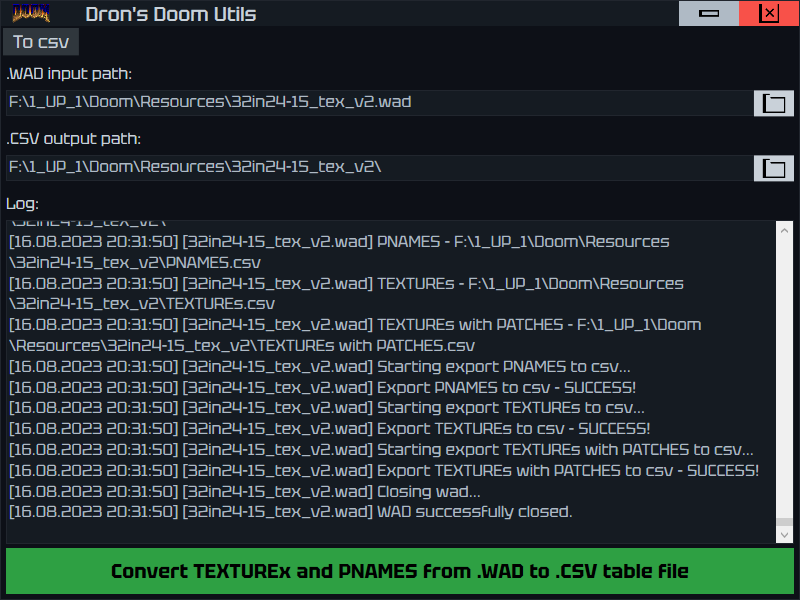 DOOM
Dron's Doom Utils
To csv
.WAD input path:
F:\1_UP_1\Doom\Resources\32in24-15_tex_v2.wad
.CSV output path:
F:\1_UP_1\Doom\Resources\32in24-15_tex_v2\
Log:
\32in24-15_tex_v2\
[16.08.2023 20:31:50] [32in24-15_tex_v2.wad] PNAMES - F:\1_UP_1\Doom\Resources
\32in24-15_tex_v2\PNAMES.csv
[16.08.2023 20:31:50] [32in24-15_tex_v2.wad] TEXTUREs - F:\1_UP_1\Doom\Resources
\32in24-15_tex_v2\TEXTUREs.csv
[16.08.2023 20:31:50] [32in24-15_tex_v2.wad] TEXTUREs with PATCHES - F:\1_UP_1\Doom
\Resources\32in24-15_tex_v2\TEXTUREs with PATCHES.csv
[16.08.2023 20:31:50] [32in24-15_tex_v2.wad] Starting export PNAMES to csv...
[16.08.2023 20:31:50] [32in24-15_tex_v2.wad] Export PNAMES to csv - SUCCESS!
[16.08.2023 20:31:50] [32in24-15_tex_v2.wad] Starting export TEXTUREs to csv...
[16.08.2023 20:31:50] [32in24-15_tex_v2.wad] Export TEXTUREs to csv - SUCCESS!
[16.08.2023 20:31:50] [32in24-15_tex_v2.wad] Starting export TEXTUREs with PATCHES to csv...
[16.08.2023 20:31:50] [32in24-15_tex_v2.wad] Export TEXTUREs with PATCHES to csv - SUCCESS!
[16.08.2023 20:31:50] [32in24-15_tex_v2.wad] Closing wad...
[16.08.2023 20:31:50] [32in24-15_tex_v2.wad] WAD successfully closed.
Convert TEXTUREx and PNAMES from .WAD to .CSV table file